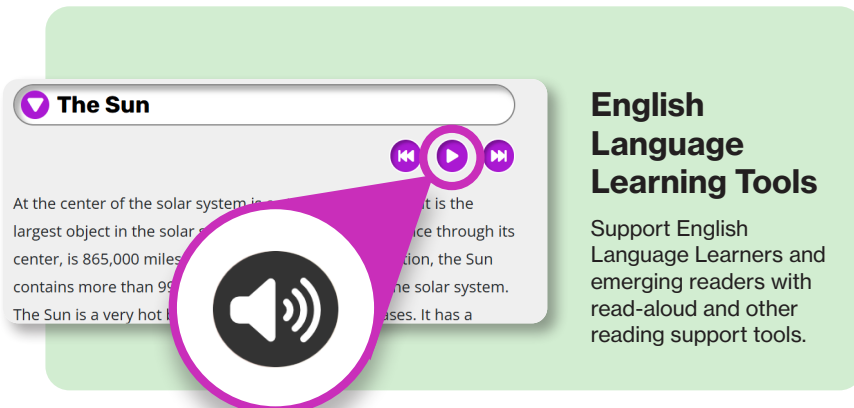 The Sun
At the center of the solar system is t is the
largest object in the solar ce through its
center, is 865,000 miles tion, the Sun
contains more than 99 he solar system.
The Sun is a very hot ases. It has a
English
Language
Learning Tools
Support English
Language Learners and
emerging readers with
read-aloud and other
reading support tools.